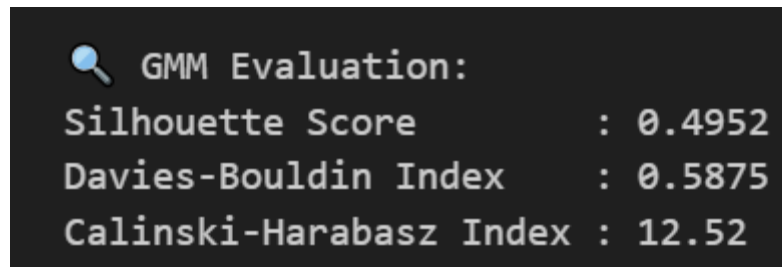 🔍 GMM Evaluation:
Silhouette Score : 0.4952
Davies-Bouldin Index : 0.5875
Calinski-Harabasz Index : 12.52